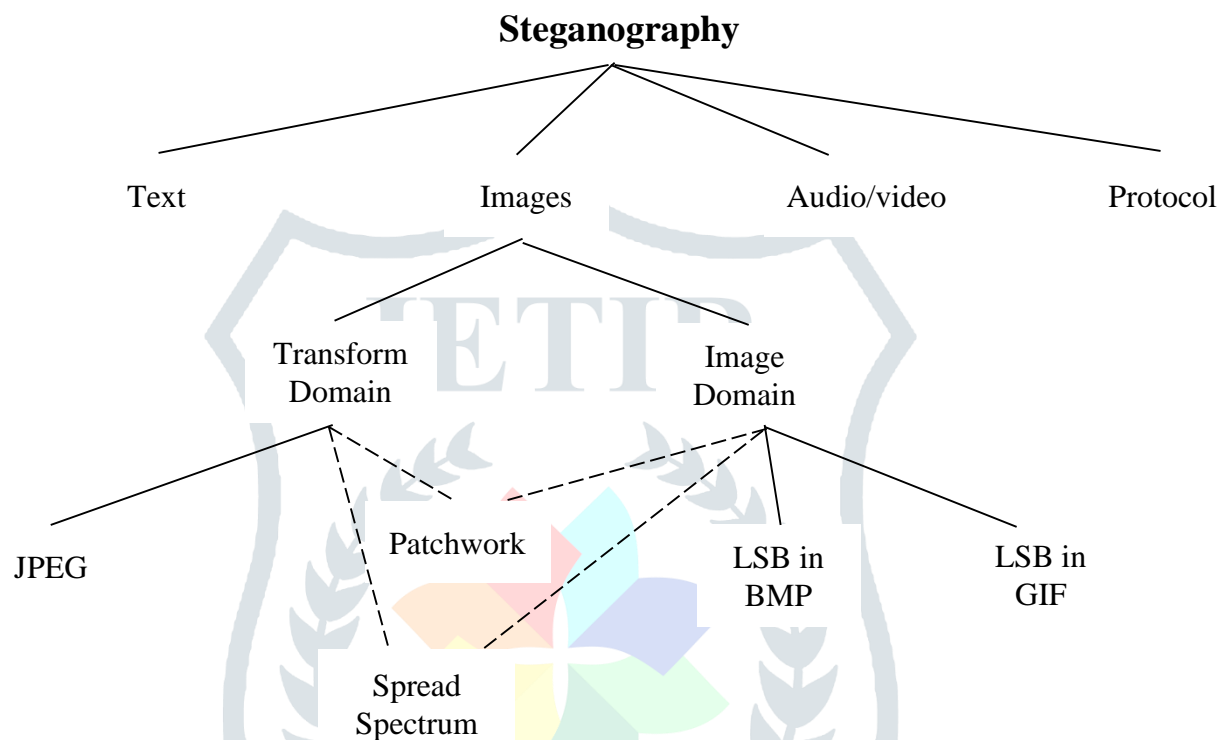 Steganography
Text Images Audio/video Protocol
JETIR
Transform
Domain
Image
Domain
Patchwork
JPEG
LSB in
BMP
LSB in
GIF
Spread
Spectrum